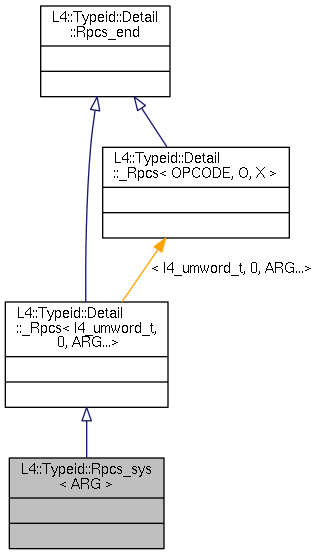 L4::Typeid::Detail
::Rpcs_end
L4::Typeid::Detail
::_Rpcs< OPCODE, O, X >
< l4_umword_t, 0, ARG...>
L4::Typeid::Detail
::_Rpcs< l4_umword_t,
0, ARG...>
L4::Typeid::Rpcs_sys
< ARG >